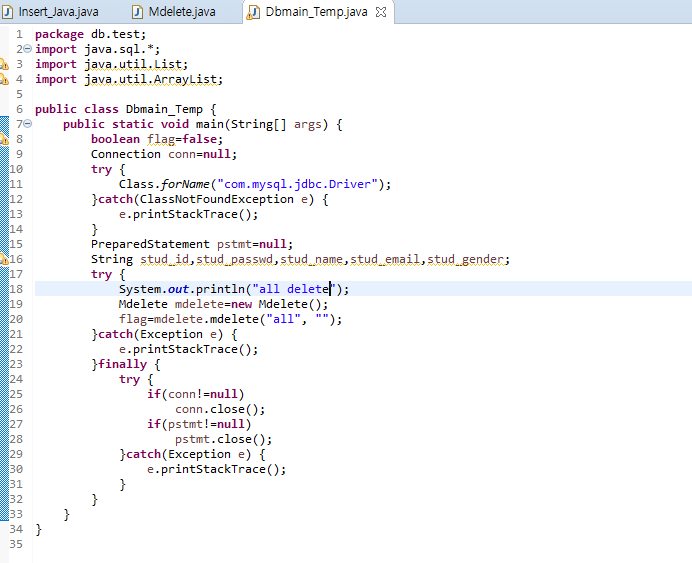 Insert_Java.java Mdelete.java Dbmain_Temp.java
1 package db.test;
2 import java.sql.*;
3 import java.util.List;
4 import java.util.ArrayList;
5
6 public class Dbmain_Temp {
7     public static void main(String[] args) {
8         boolean flag=false;
9         Connection conn=null;
10         try {
11             Class.forName("com.mysql.jdbc.Driver");
12         }catch(ClassNotFoundException e) {
13             e.printStackTrace();
14         }
15         PreparedStatement pstmt=null;
16         String stud_id,stud_passwd,stud_name,stud_email,stud_gender;
17         try {
18             System.out.println("all delete");
19             Mdelete mdelete=new Mdelete();
20             flag=mdelete.mdelete("all", "");
21         }catch(Exception e) {
22             e.printStackTrace();
23         }finally {
24             try {
25                 if(conn!=null)
26                     conn.close();
27                 if(pstmt!=null)
28                     pstmt.close();
29             }catch(Exception e) {
30                 e.printStackTrace();
31             }
32         }
33     }
34 }
35